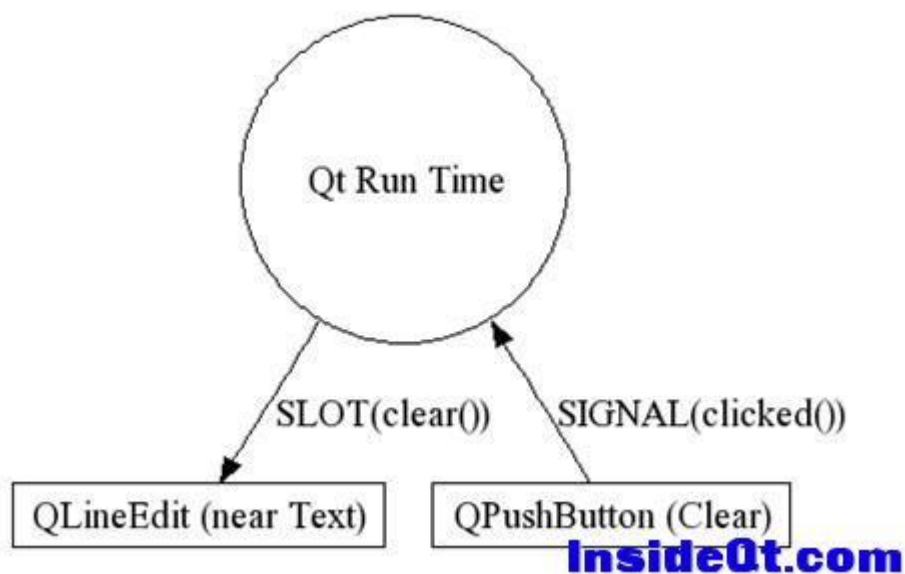 Qt Run Time
SLOT(clear())
SIGNAL(clicked())
QLineEdit (near Text)
QPushButton (Clear)
InsideQt.com